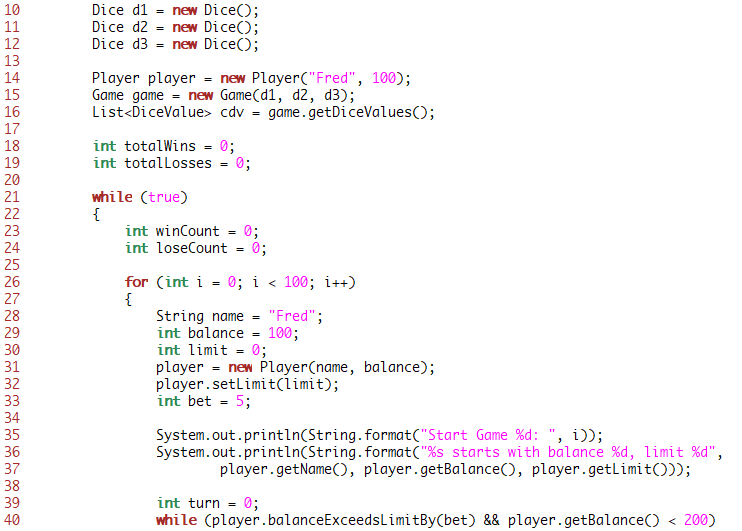 10         Dice d1 = new Dice();
11         Dice d2 = new Dice();
12         Dice d3 = new Dice();
13
14         Player player = new Player("Fred", 100);
15         Game game = new Game(d1, d2, d3);
16         List<DiceValue> cdv = game.getDiceValues();
17
18         int totalWins = 0;
19         int totalLosses = 0;
20
21         while (true)
22         {
23             int winCount = 0;
24             int loseCount = 0;
25
26             for (int i = 0; i < 100; i++)
27             {
28                 String name = "Fred";
29                 int balance = 100;
30                 int limit = 0;
31                 player = new Player(name, balance);
32                 player.setLimit(limit);
33                 int bet = 5;
34
35                 System.out.println(String.format("Start Game %d: ", i));
36                 System.out.println(String.format("%s starts with balance %d, limit %d",
37                         player.getName(), player.getBalance(), player.getLimit()));
38
39                 int turn = 0;
40                 while (player.balanceExceedsLimitBy(bet) && player.getBalance() < 200)